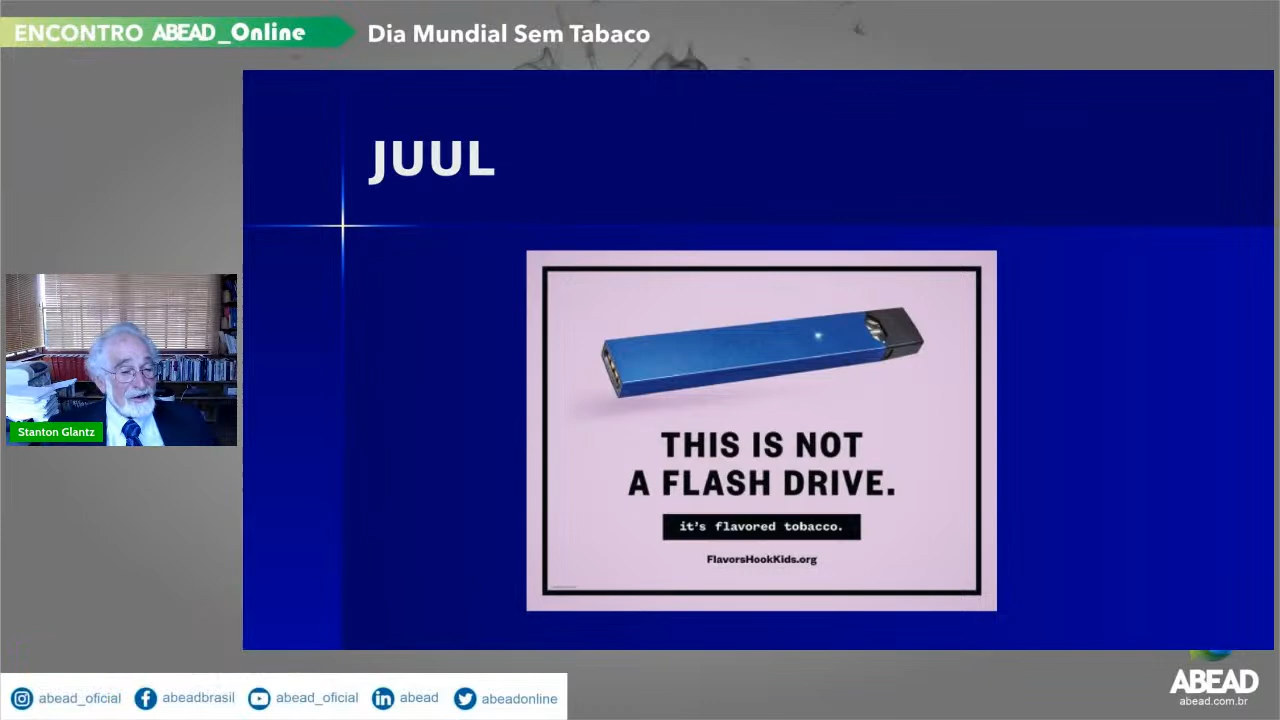 ENCONTRO ABEAD_Online
Dia Mundial Sem Tabaco
JUUL
THIS IS NOT
A FLASH DRIVE.
it's flavored tobacco.
FlavorsHookKids.org
Stanton Glantz
abead_oficial
abeadbrasil
abead_oficial
abead
abeadonline
ABEAD
abead.com.br